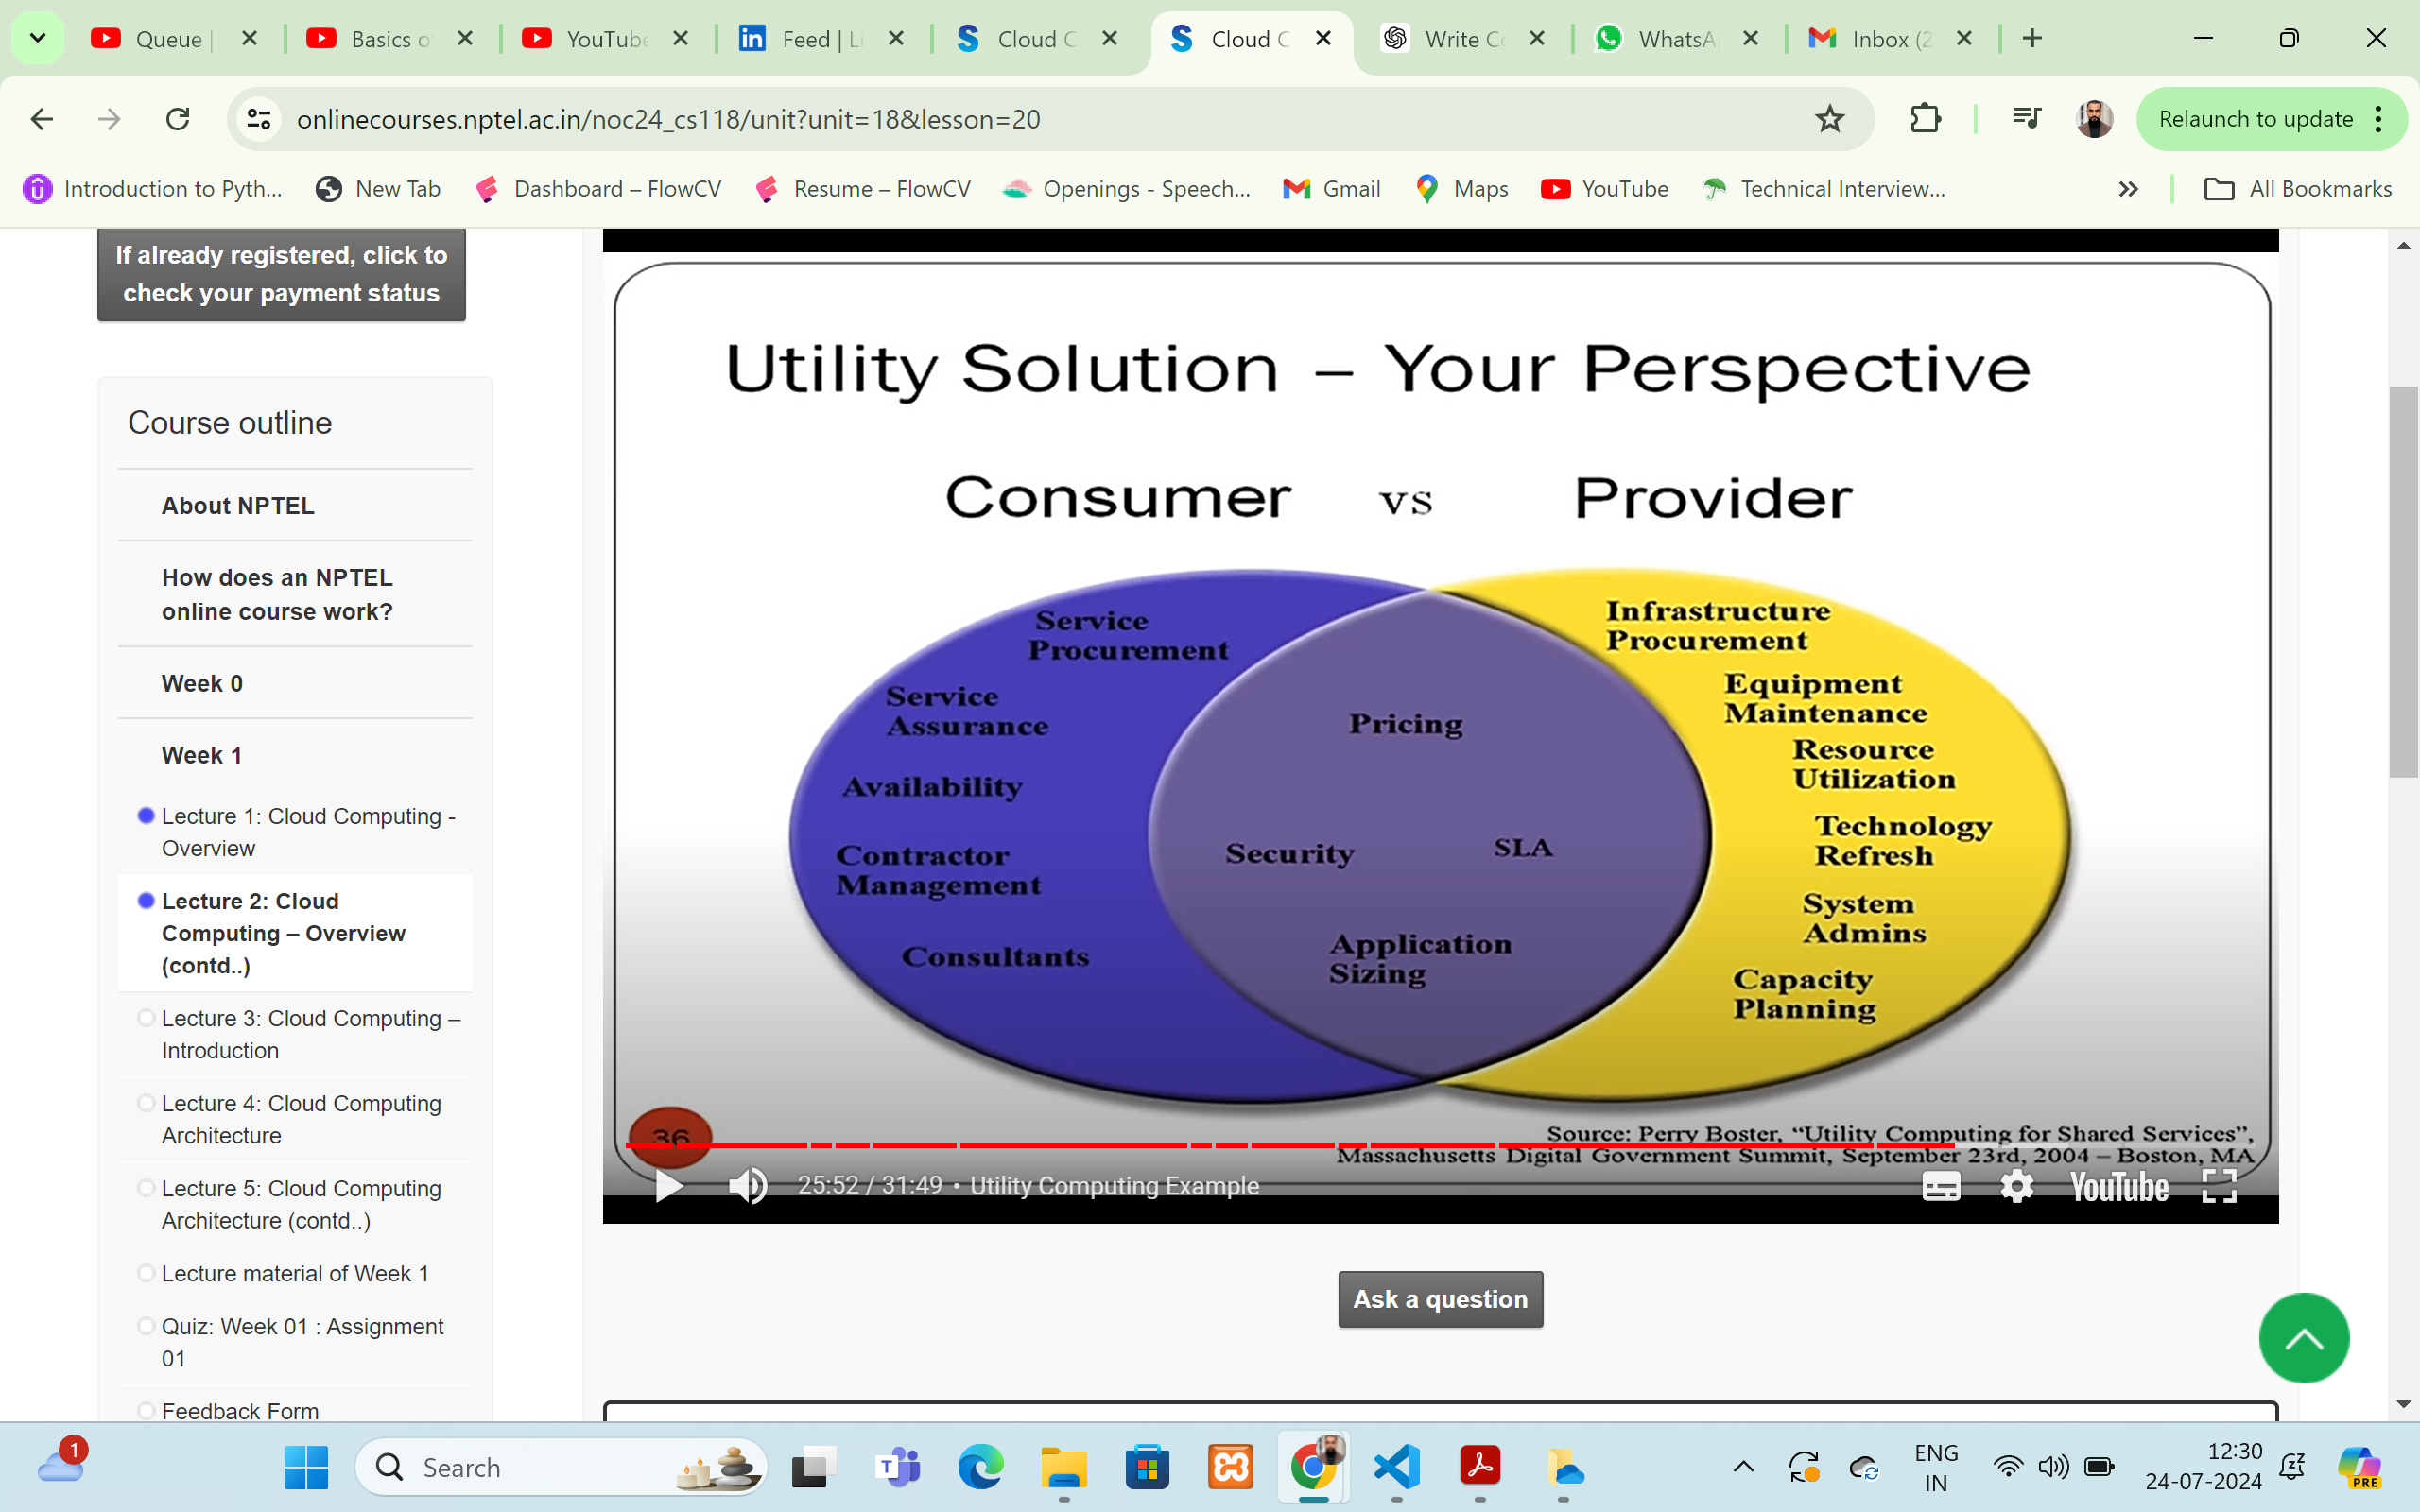 Queue |
Basics o
YouTube
Feed | Li
Cloud C
Cloud C
Write Co
WhatsA
Inbox (2
onlinecourses.nptel.ac.in/noc24_cs118/unit?unit=18&lesson=20
Relaunch to update
Introduction to Pyth...
New Tab
Dashboard – FlowCV
Resume – FlowCV
Openings - Speech...
Gmail
Maps
YouTube
Technical Interview...
All Bookmarks
If already registered, click to
check your payment status
Course outline
About NPTEL
How does an NPTEL
online course work?
Week 0
Week 1
Lecture 1: Cloud Computing -
Overview
Lecture 2: Cloud
Computing – Overview
(contd..)
Lecture 3: Cloud Computing –
Introduction
Lecture 4: Cloud Computing
Architecture
Lecture 5: Cloud Computing
Architecture (contd..)
Lecture material of Week 1
Quiz: Week 01 : Assignment
01
Feedback Form
Utility Solution – Your Perspective
Consumer vs Provider
Service
Procurement
Service
Assurance
Availability
Contractor
Management
Consultants
Pricing
Security
SLA
Application
Sizing
Infrastructure
Procurement
Equipment
Maintenance
Resource
Utilization
Technology
Refresh
System
Admins
Capacity
Planning
36
Source: Perry Boster, “Utility Computing for Shared Services”,
Massachusetts Digital Government Summit, September 23rd, 2004 – Boston, MA
25:52 / 31:49 • Utility Computing Example
YouTube
Ask a question
1
Search
ENG
IN
12:30
24-07-2024
PRE